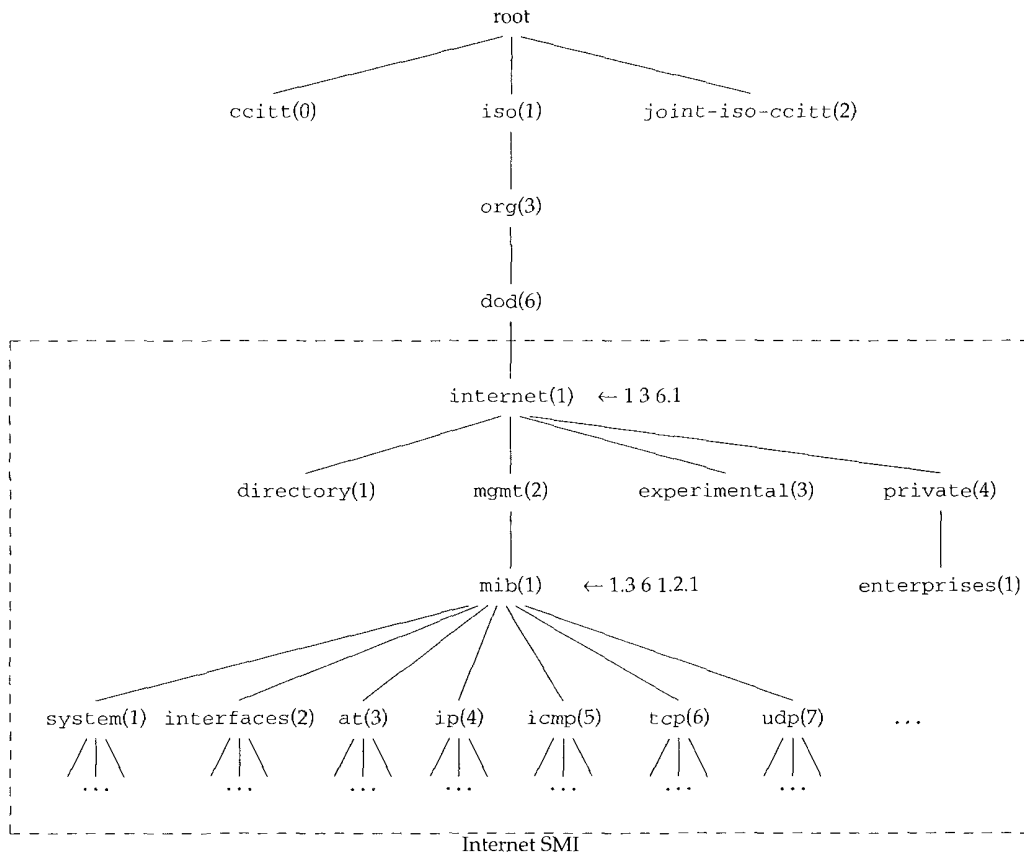 root
ccitt(0) iso(1) joint-iso-ccitt(2)
org(3)
dod(6)
internet(1) ← 1 3 6.1
directory(1) mgmt(2) experimental(3) private(4)
mib(1) ← 1.3 6 1.2.1 enterprises(1)
system(1) interfaces(2) at(3) ip(4) icmp(5) tcp(6) udp(7) ...
... ... ... ... ... ... ...
Internet SMI